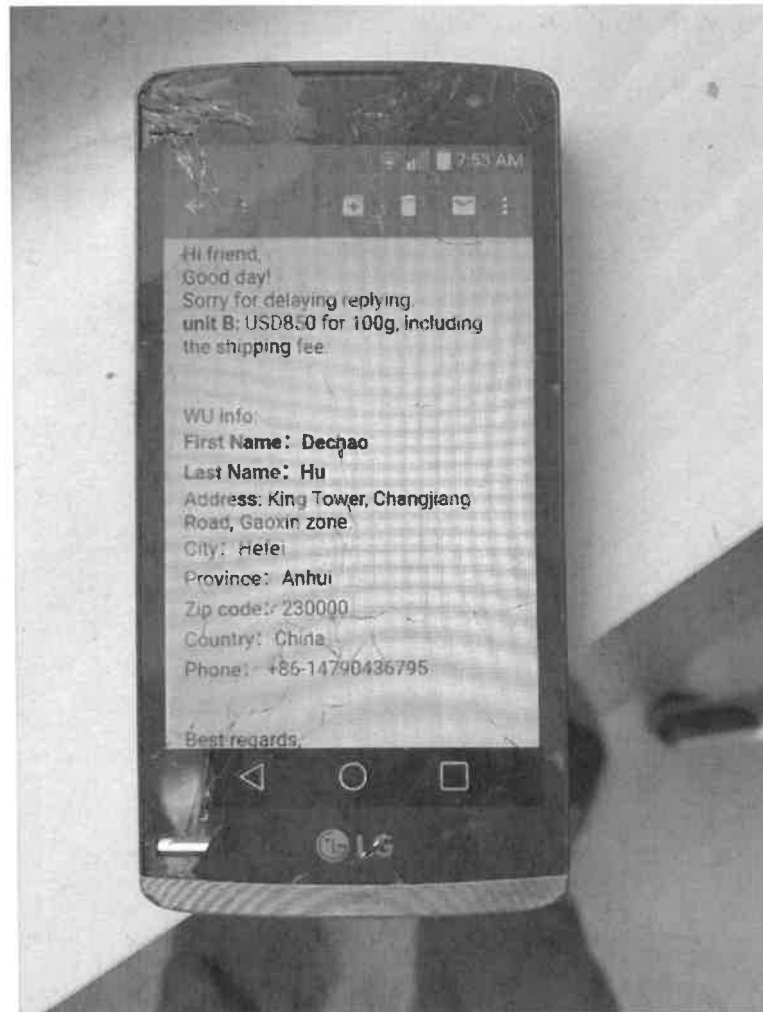 7:53 AM
Hi friend,
Good day!
Sorry for delaying replying.
unit B: USD850 for 100g, including
the shipping fee.
WU info:
First Name: Dechao
Last Name: Hu
Address: King Tower, Changjiang
Road, Gaoxin zone
City: Hefei
Province: Anhui
Zip code: 230000
Country: China
Phone: +86-14790436795
Best regards,
LG LG